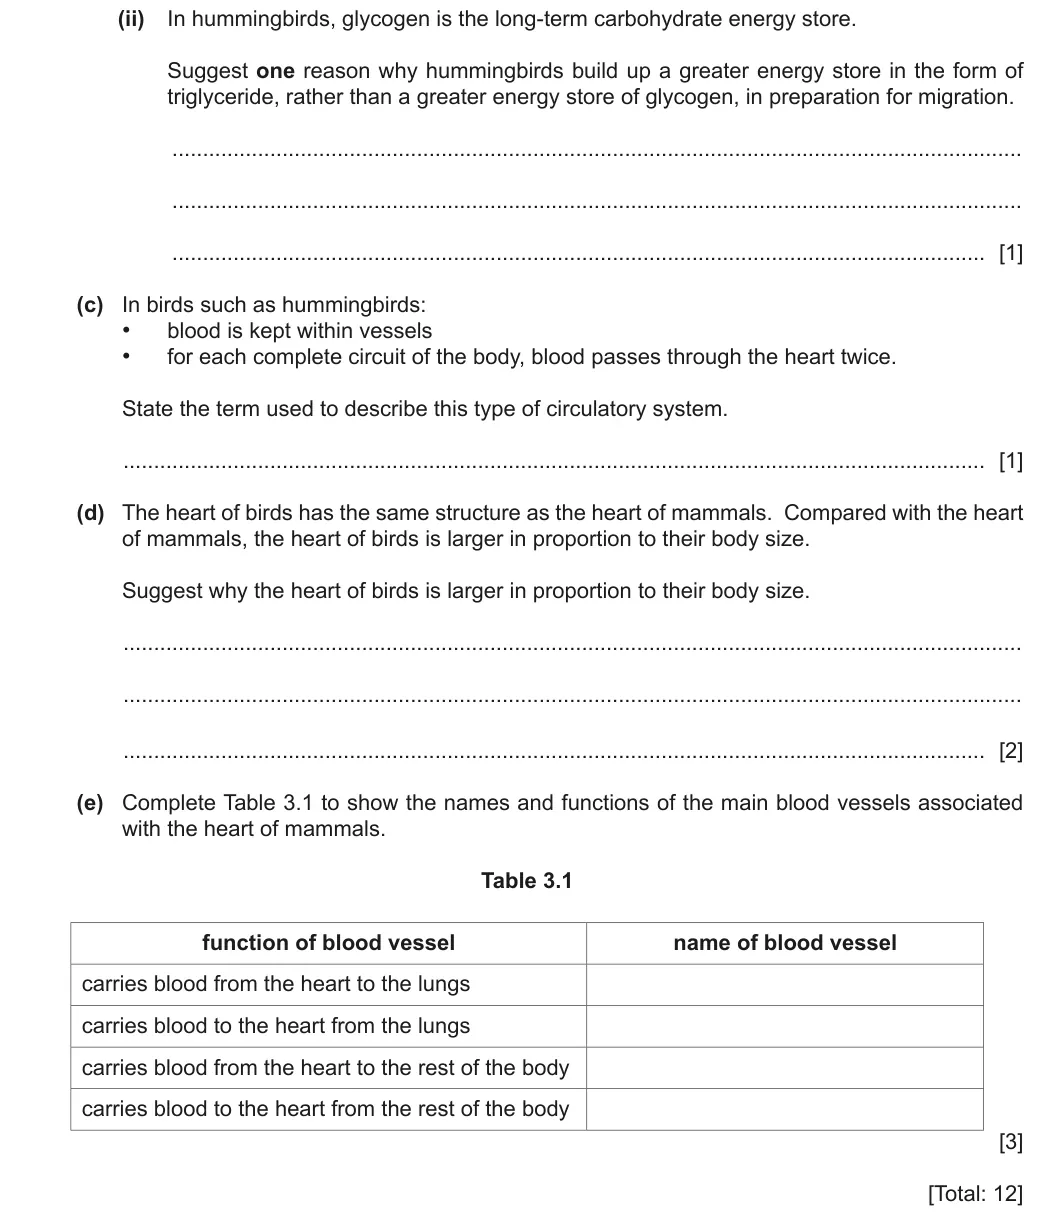 (ii) In hummingbirds, glycogen is the long-term carbohydrate energy store.
Suggest one reason why hummingbirds build up a greater energy store in the form of
triglyceride, rather than a greater energy store of glycogen, in preparation for migration.
..........................................................................................................................................
..........................................................................................................................................
.................................................................................................................................... [1]
(c) In birds such as hummingbirds:
• blood is kept within vessels
• for each complete circuit of the body, blood passes through the heart twice.
State the term used to describe this type of circulatory system.
............................................................................................................................................ [1]
(d) The heart of birds has the same structure as the heart of mammals. Compared with the heart
of mammals, the heart of birds is larger in proportion to their body size.
Suggest why the heart of birds is larger in proportion to their body size.
..................................................................................................................................................
..................................................................................................................................................
............................................................................................................................................ [2]
(e) Complete Table 3.1 to show the names and functions of the main blood vessels associated
with the heart of mammals.
Table 3.1
function of blood vessel name of blood vessel
carries blood from the heart to the lungs
carries blood to the heart from the lungs
carries blood from the heart to the rest of the body
carries blood to the heart from the rest of the body
[3]
[Total: 12]